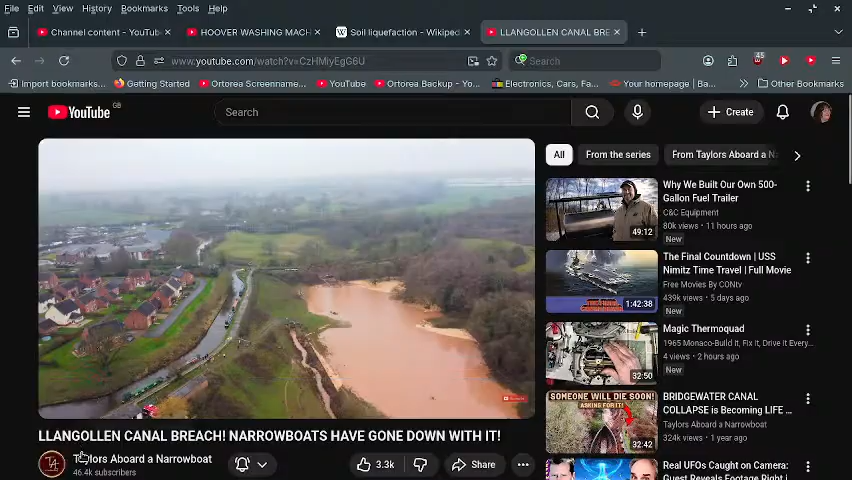 File Edit View History Bookmarks Tools Help
Channel content - YouTub
HOOVER WASHING MACH
Soil liquefaction - Wikiped
LLANGOLLEN CANAL BRE
www.youtube.com/watch?v=CzHMiyEgG6U
Search
45
Import bookmarks...
Getting Started
Ortorea Screenname...
YouTube
Ortorea Backup - Yo...
Electronics, Cars, Fa...
Your homepage | Ba...
Other Bookmarks
YouTube GB
Search
Create
All
From the series
From Taylors Aboard a Na
Why We Built Our Own 500-
Gallon Fuel Trailer
C&C Equipment
80k views • 11 hours ago
New
49:12
The Final Countdown | USS
Nimitz Time Travel | Full Movie
Free Movies By CONtv
439k views • 5 days ago
New
1:42:38
Magic Thermoquad
1965 Monaco-Build It, Fix It, Drive It Every...
4 views • 2 hours ago
New
32:50
SOMEONE WILL DIE SOON!
ASKING FOR IT!
32:42
BRIDGEWATER CANAL
COLLAPSE is Becoming LIFE ...
Taylors Aboard a Narrowboat
324k views • 1 year ago
Real UFOs Caught on Camera:
Guest Reveals Footage Right i
LLANGOLLEN CANAL BREACH! NARROWBOATS HAVE GONE DOWN WITH IT!
Taylors Aboard a Narrowboat
46.4k subscribers
3.3k
Share